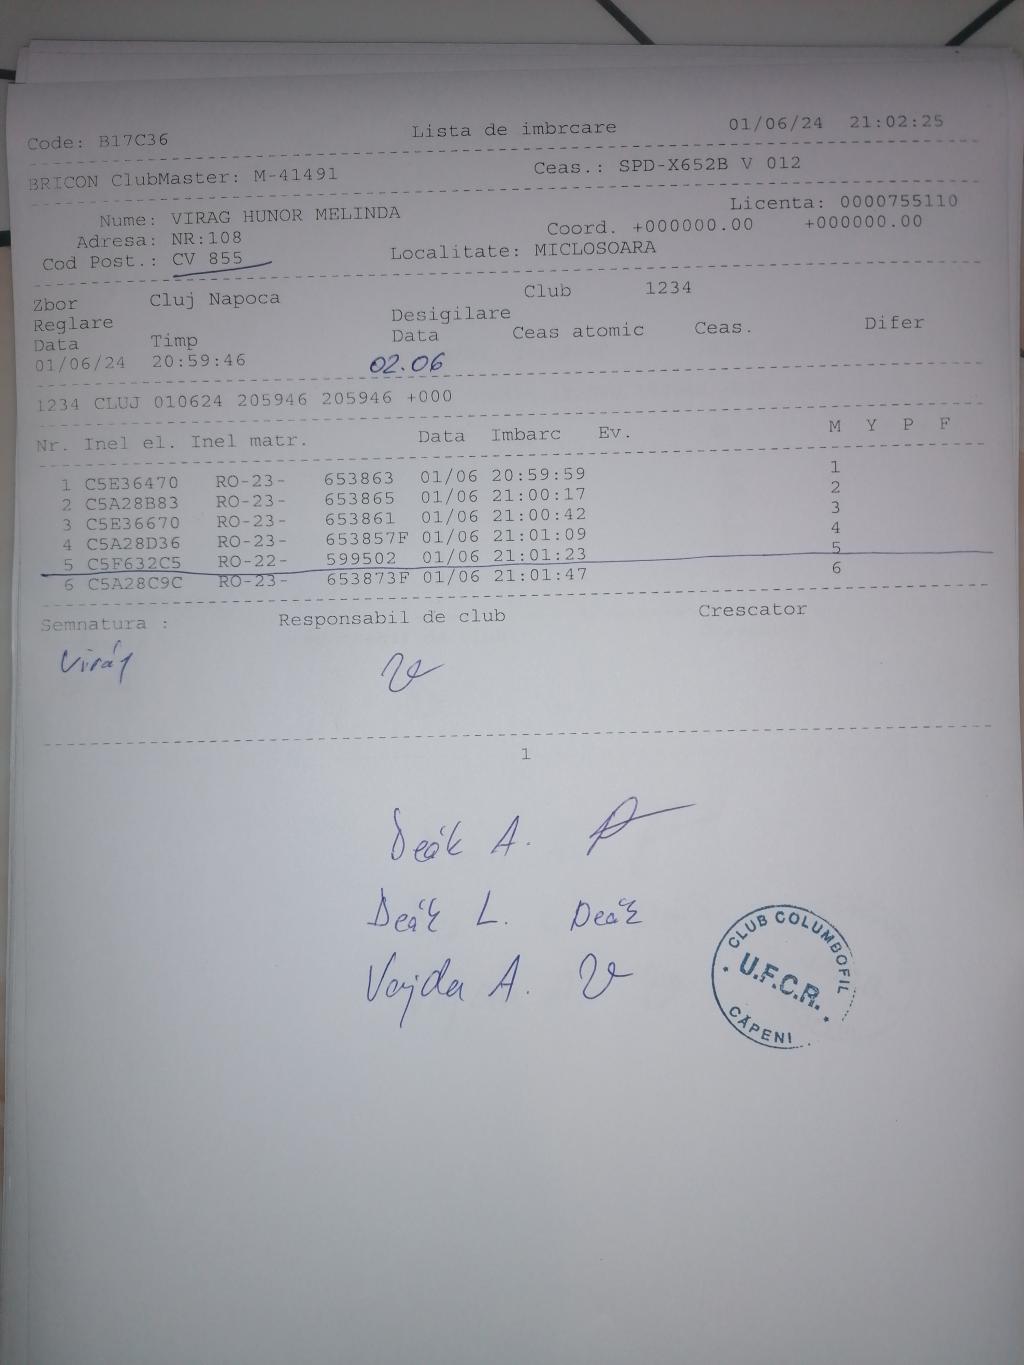 Code: B17C36 Lista de imbrcare 01/06/24 21:02:25
BRICON ClubMaster: M-41491 Ceas.: SPD-X652B V 012
Nume: VIRAG HUNOR MELINDA Licenta: 0000755110
Adresa: NR:108 Coord. +000000.00 +000000.00
Cod Post.: CV 855 Localitate: MICLOSOARA
Zbor Cluj Napoca Club 1234
Reglare Desigilare
Data Timp Data Ceas atomic Ceas. Difer
01/06/24 20:59:46 02.06
1234 CLUJ 010624 205946 205946 +000
Nr. Inel el. Inel matr. Data Imbarc Ev. M Y P F
1 C5E36470 RO-23- 653863 01/06 20:59:59 1
2 C5A28B83 RO-23- 653865 01/06 21:00:17 2
3 C5E36670 RO-23- 653861 01/06 21:00:42 3
4 C5A28D36 RO-23- 653857F 01/06 21:01:09 4
5 C5F632C5 RO-22- 599502 01/06 21:01:23 5
6 C5A28C9C RO-23- 653873F 01/06 21:01:47 6
Semnatura : Responsabil de club Crescator
Virág
1
Deák A.
Deák L. Deák
Vajda A.
CLUB COLUMBOFIL
U.F.C.R.
CĂPENI